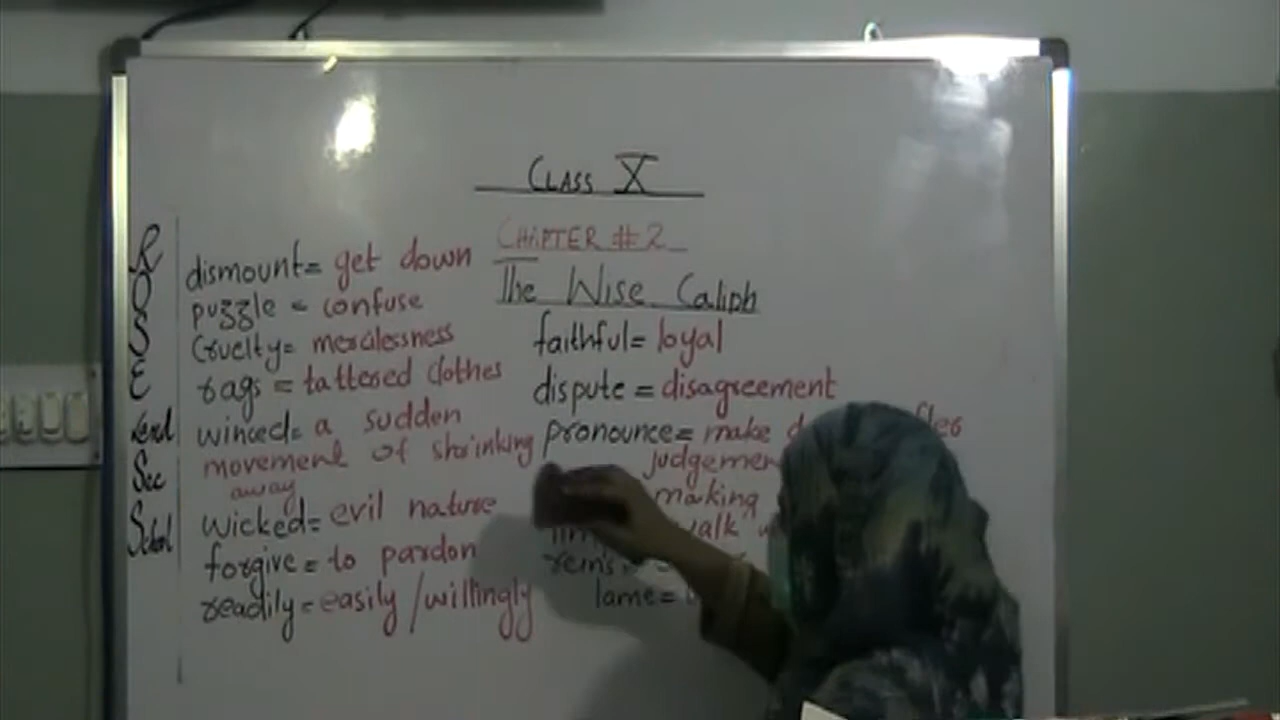 CLASS X
CHAPTER # 2
The Wise Caliph
R
O
S
E
Sec
School
dismount= get down
puzzle = confuse
Cruelty= mercilessness
rags = tattered clothes
winced= a sudden
movement of shrinking
away
wicked= evil nature
forgive = to pardon
readily = easily / willingly
faithful= loyal
dispute = disagreement
pronounce= make
making
walk
reins
lame=